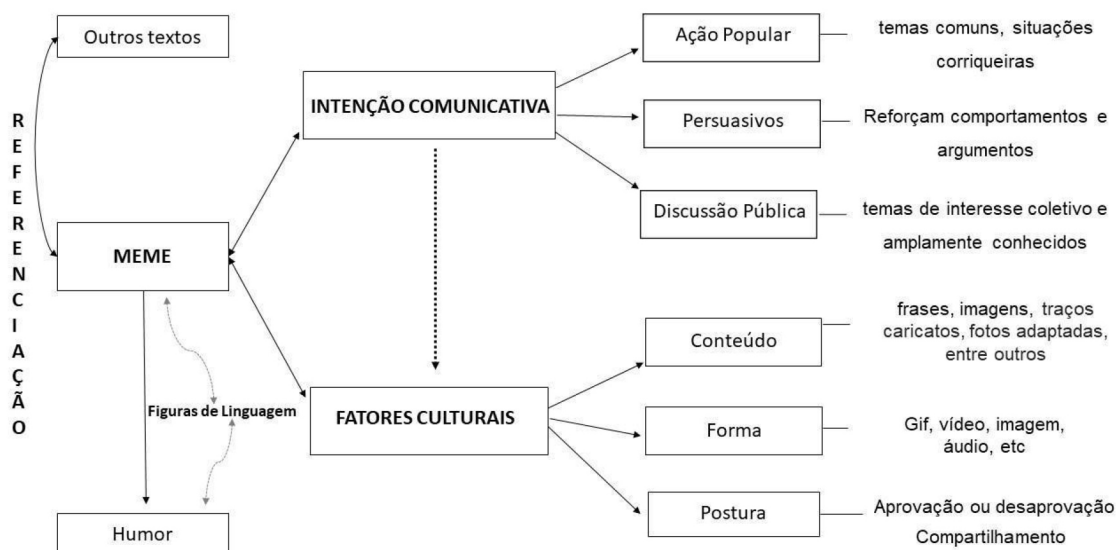 REFERENCIAÇÃO
Outros textos
MEME
Figuras de Linguagem
Humor
INTENÇÃO COMUNICATIVA
FATORES CULTURAIS
Ação Popular
temas comuns, situações
corriqueiras
Persuasivos
Reforçam comportamentos e
argumentos
Discussão Pública
temas de interesse coletivo e
amplamente conhecidos
Conteúdo
frases, imagens, traços
caricatos, fotos adaptadas,
entre outros
Forma
Gif, vídeo, imagem,
áudio, etc
Postura
Aprovação ou desaprovação
Compartilhamento